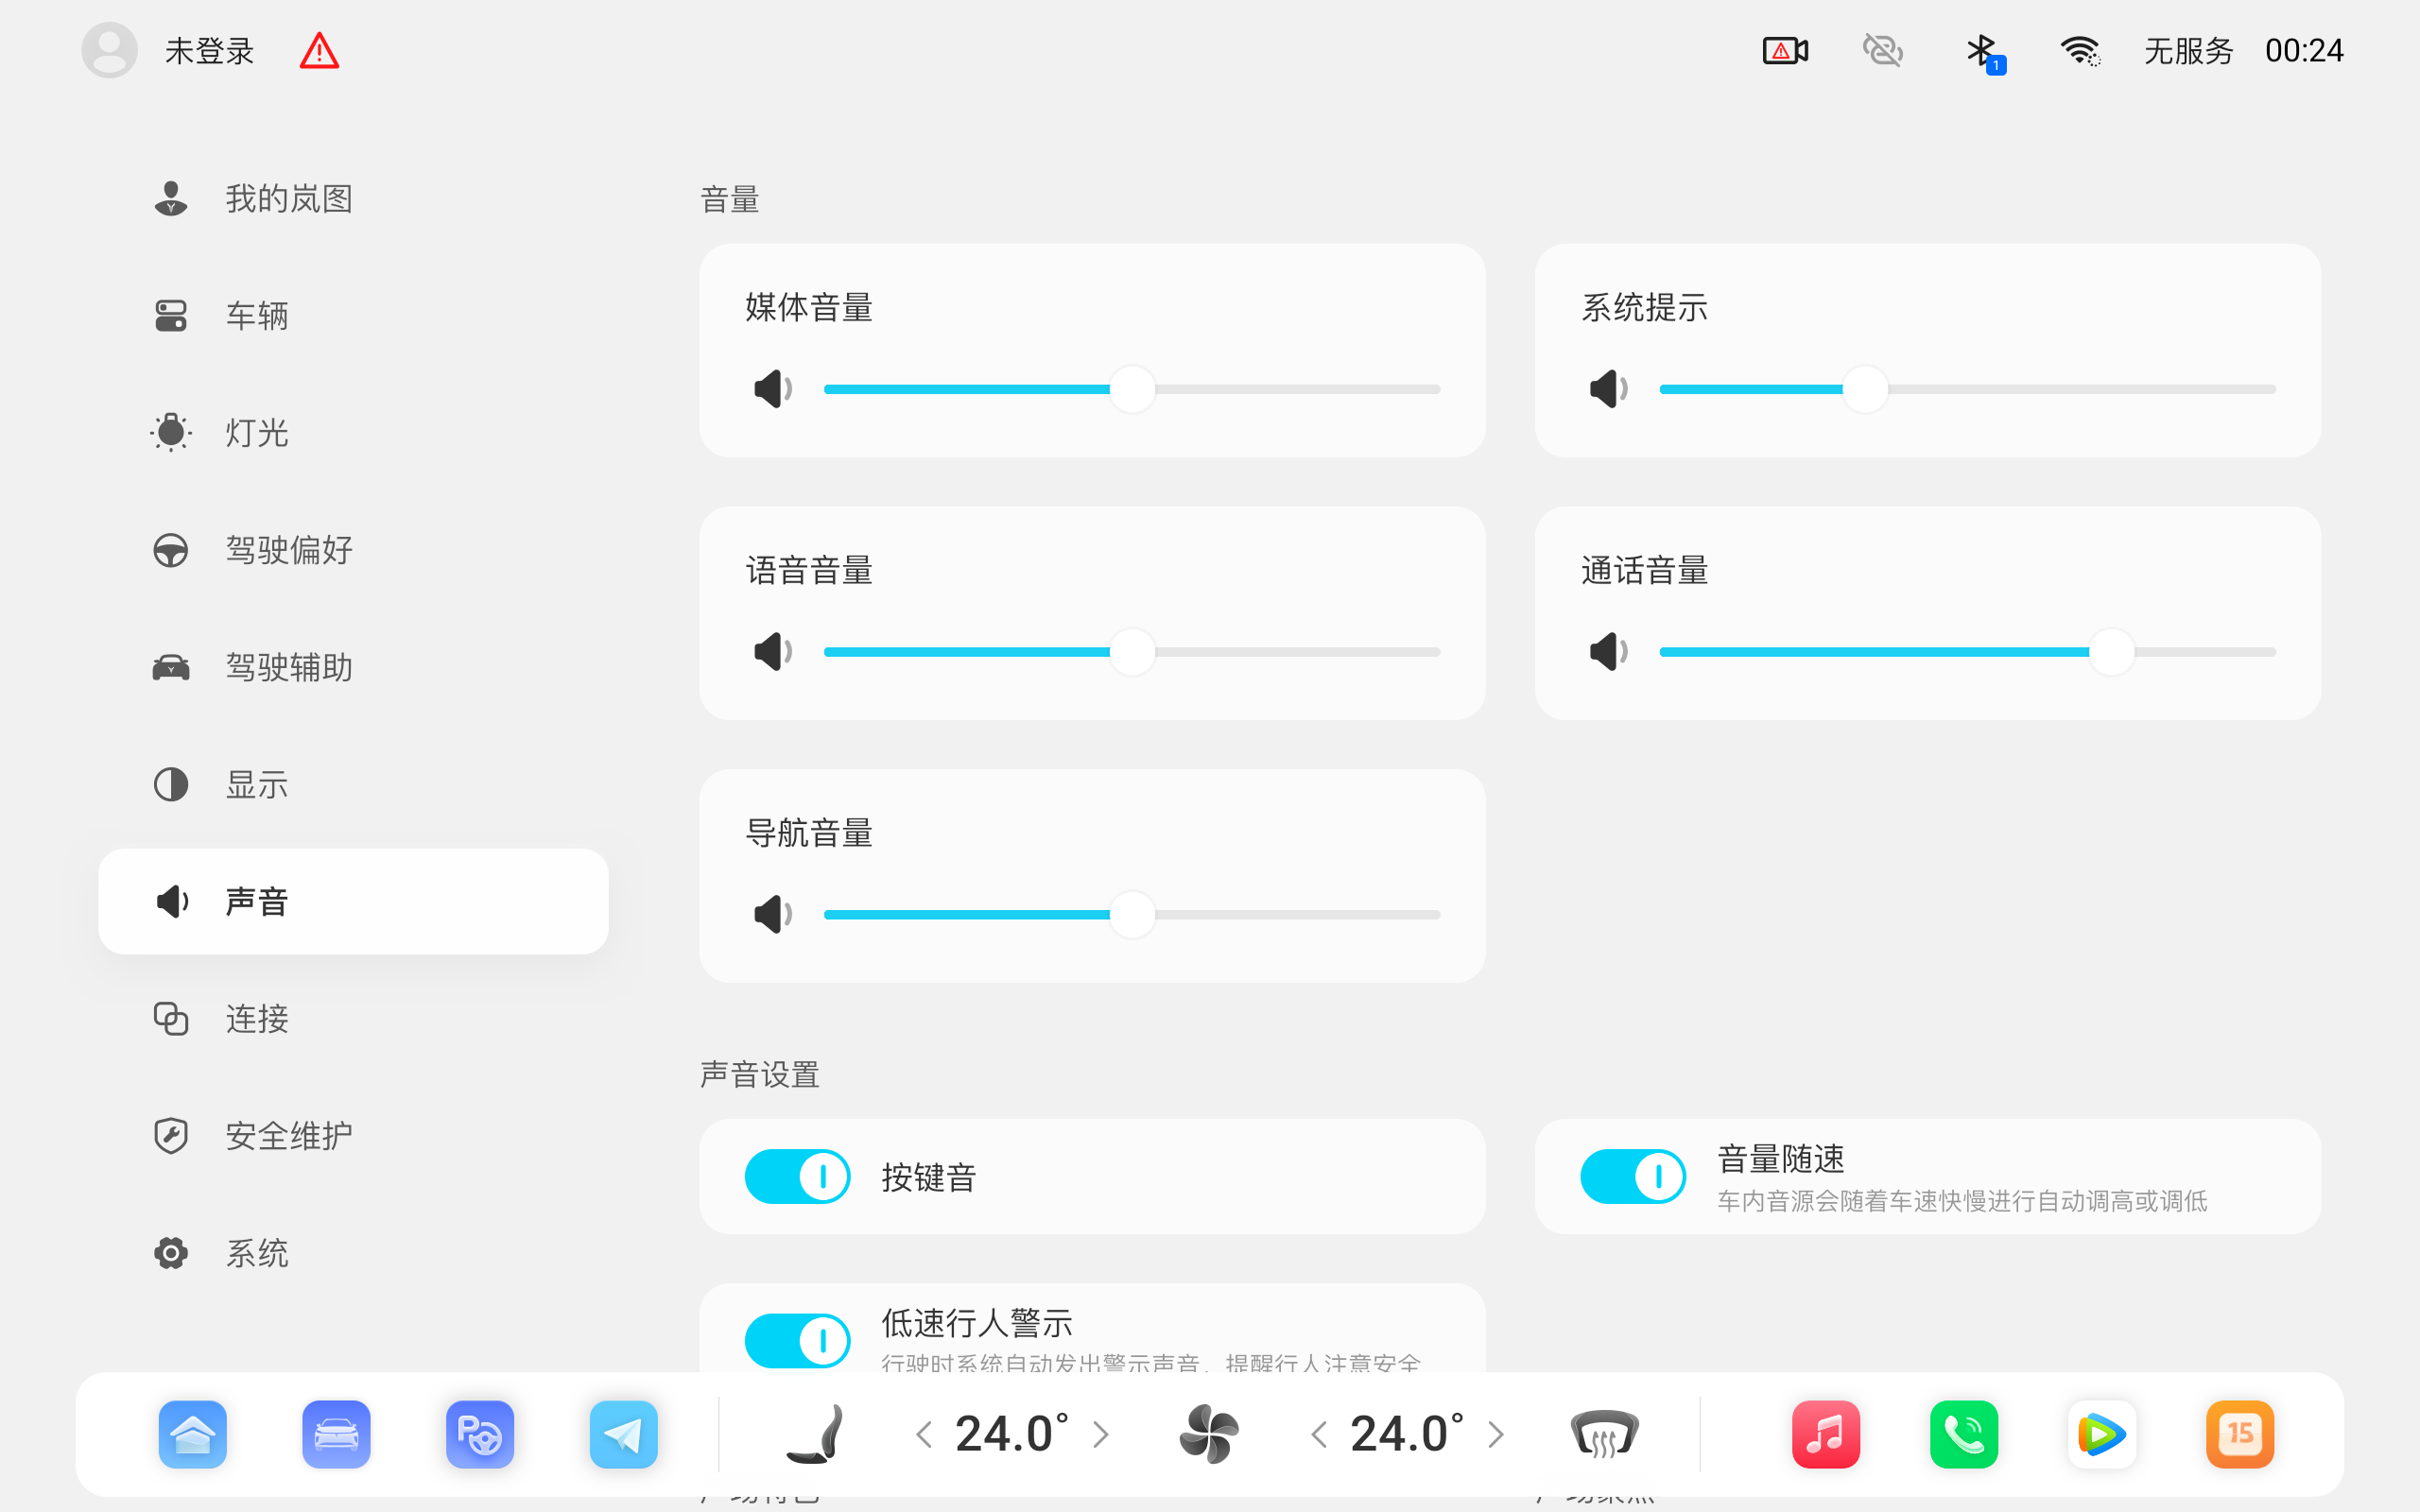 未登录
1
无服务 00:24
我的岚图
车辆
灯光
驾驶偏好
驾驶辅助
显示
声音
连接
安全维护
系统
音量
媒体音量
系统提示
语音音量
通话音量
导航音量
声音设置
按键音
音量随速
车内音源会随着车速快慢进行自动调高或调低
低速行人警示
行驶时系统自动发出警示声音，提醒行人注意安全
24.0°
24.0°
15